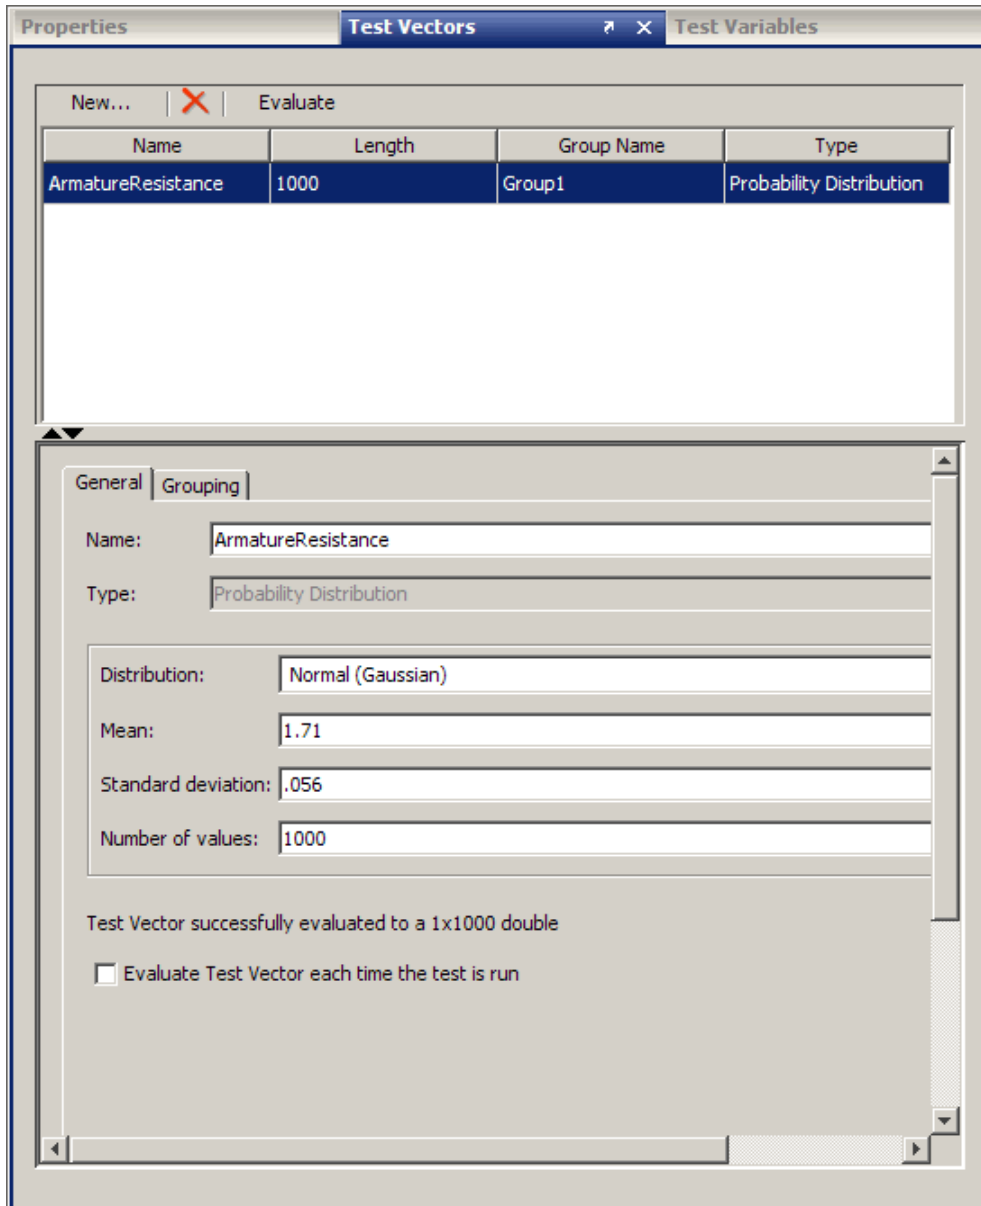 Properties Test Vectors Test Variables
New... Evaluate
Name Length Group Name Type
ArmatureResistance 1000 Group1 Probability Distribution
General Grouping
Name: ArmatureResistance
Type: Probability Distribution
Distribution: Normal (Gaussian)
Mean: 1.71
Standard deviation: .056
Number of values: 1000
Test Vector successfully evaluated to a 1x1000 double
Evaluate Test Vector each time the test is run